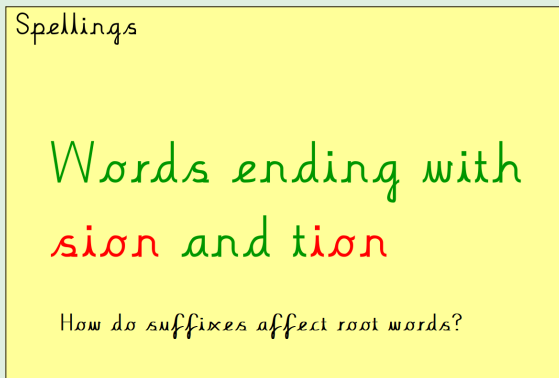 Spellings
Words ending with
sion and tion
How do suffixes affect root words?